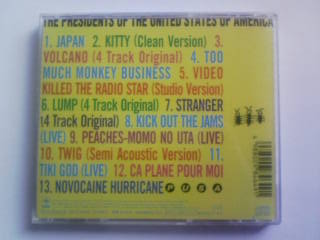 THE PRESIDENTS OF THE UNITED STATES OF AMERICA
1. JAPAN 2. KITTY (Clean Version) 3.
VOLCANO (4 Track Original) 4. TOO
MUCH MONKEY BUSINESS 5. VIDEO
KILLED THE RADIO STAR (Studio Version)
6. LUMP (4 Track Original) 7. STRANGER
(4 Track Original) 8. KICK OUT THE JAMS
(LIVE) 9. PEACHES-MOMO NO UTA (LIVE)
10. TWIG (Semi Acoustic Version) 11.
TIKI GOD (LIVE) 12. CA PLANE POUR MOI
13. NOVOCAINE HURRICANE P U S A